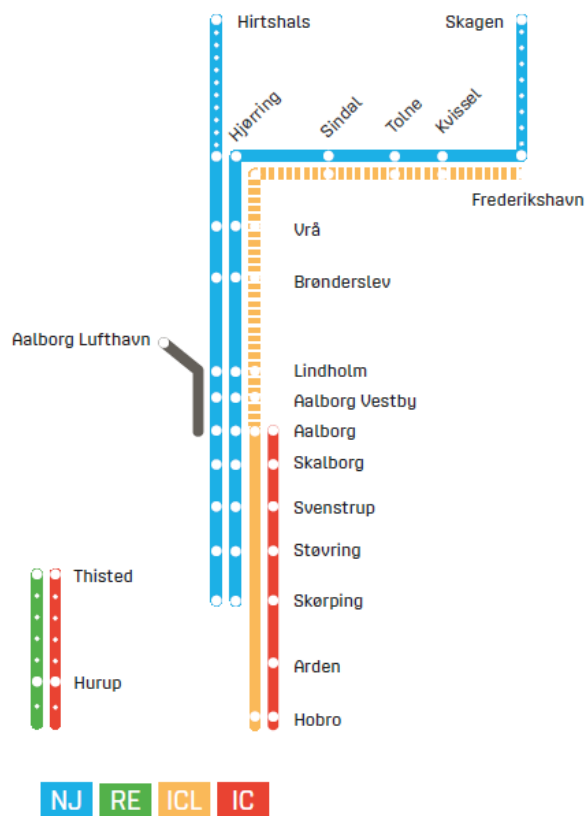 Hirtshals
Skagen
Hjørring
Sindal
Tolne
Kvissel
Frederikshavn
Vrå
Brønderslev
Aalborg Lufthavn
Lindholm
Aalborg Vestby
Aalborg
Skalborg
Svenstrup
Støvring
Thisted
Skørping
Arden
Hurup
Hobro
NJ RE ICL IC